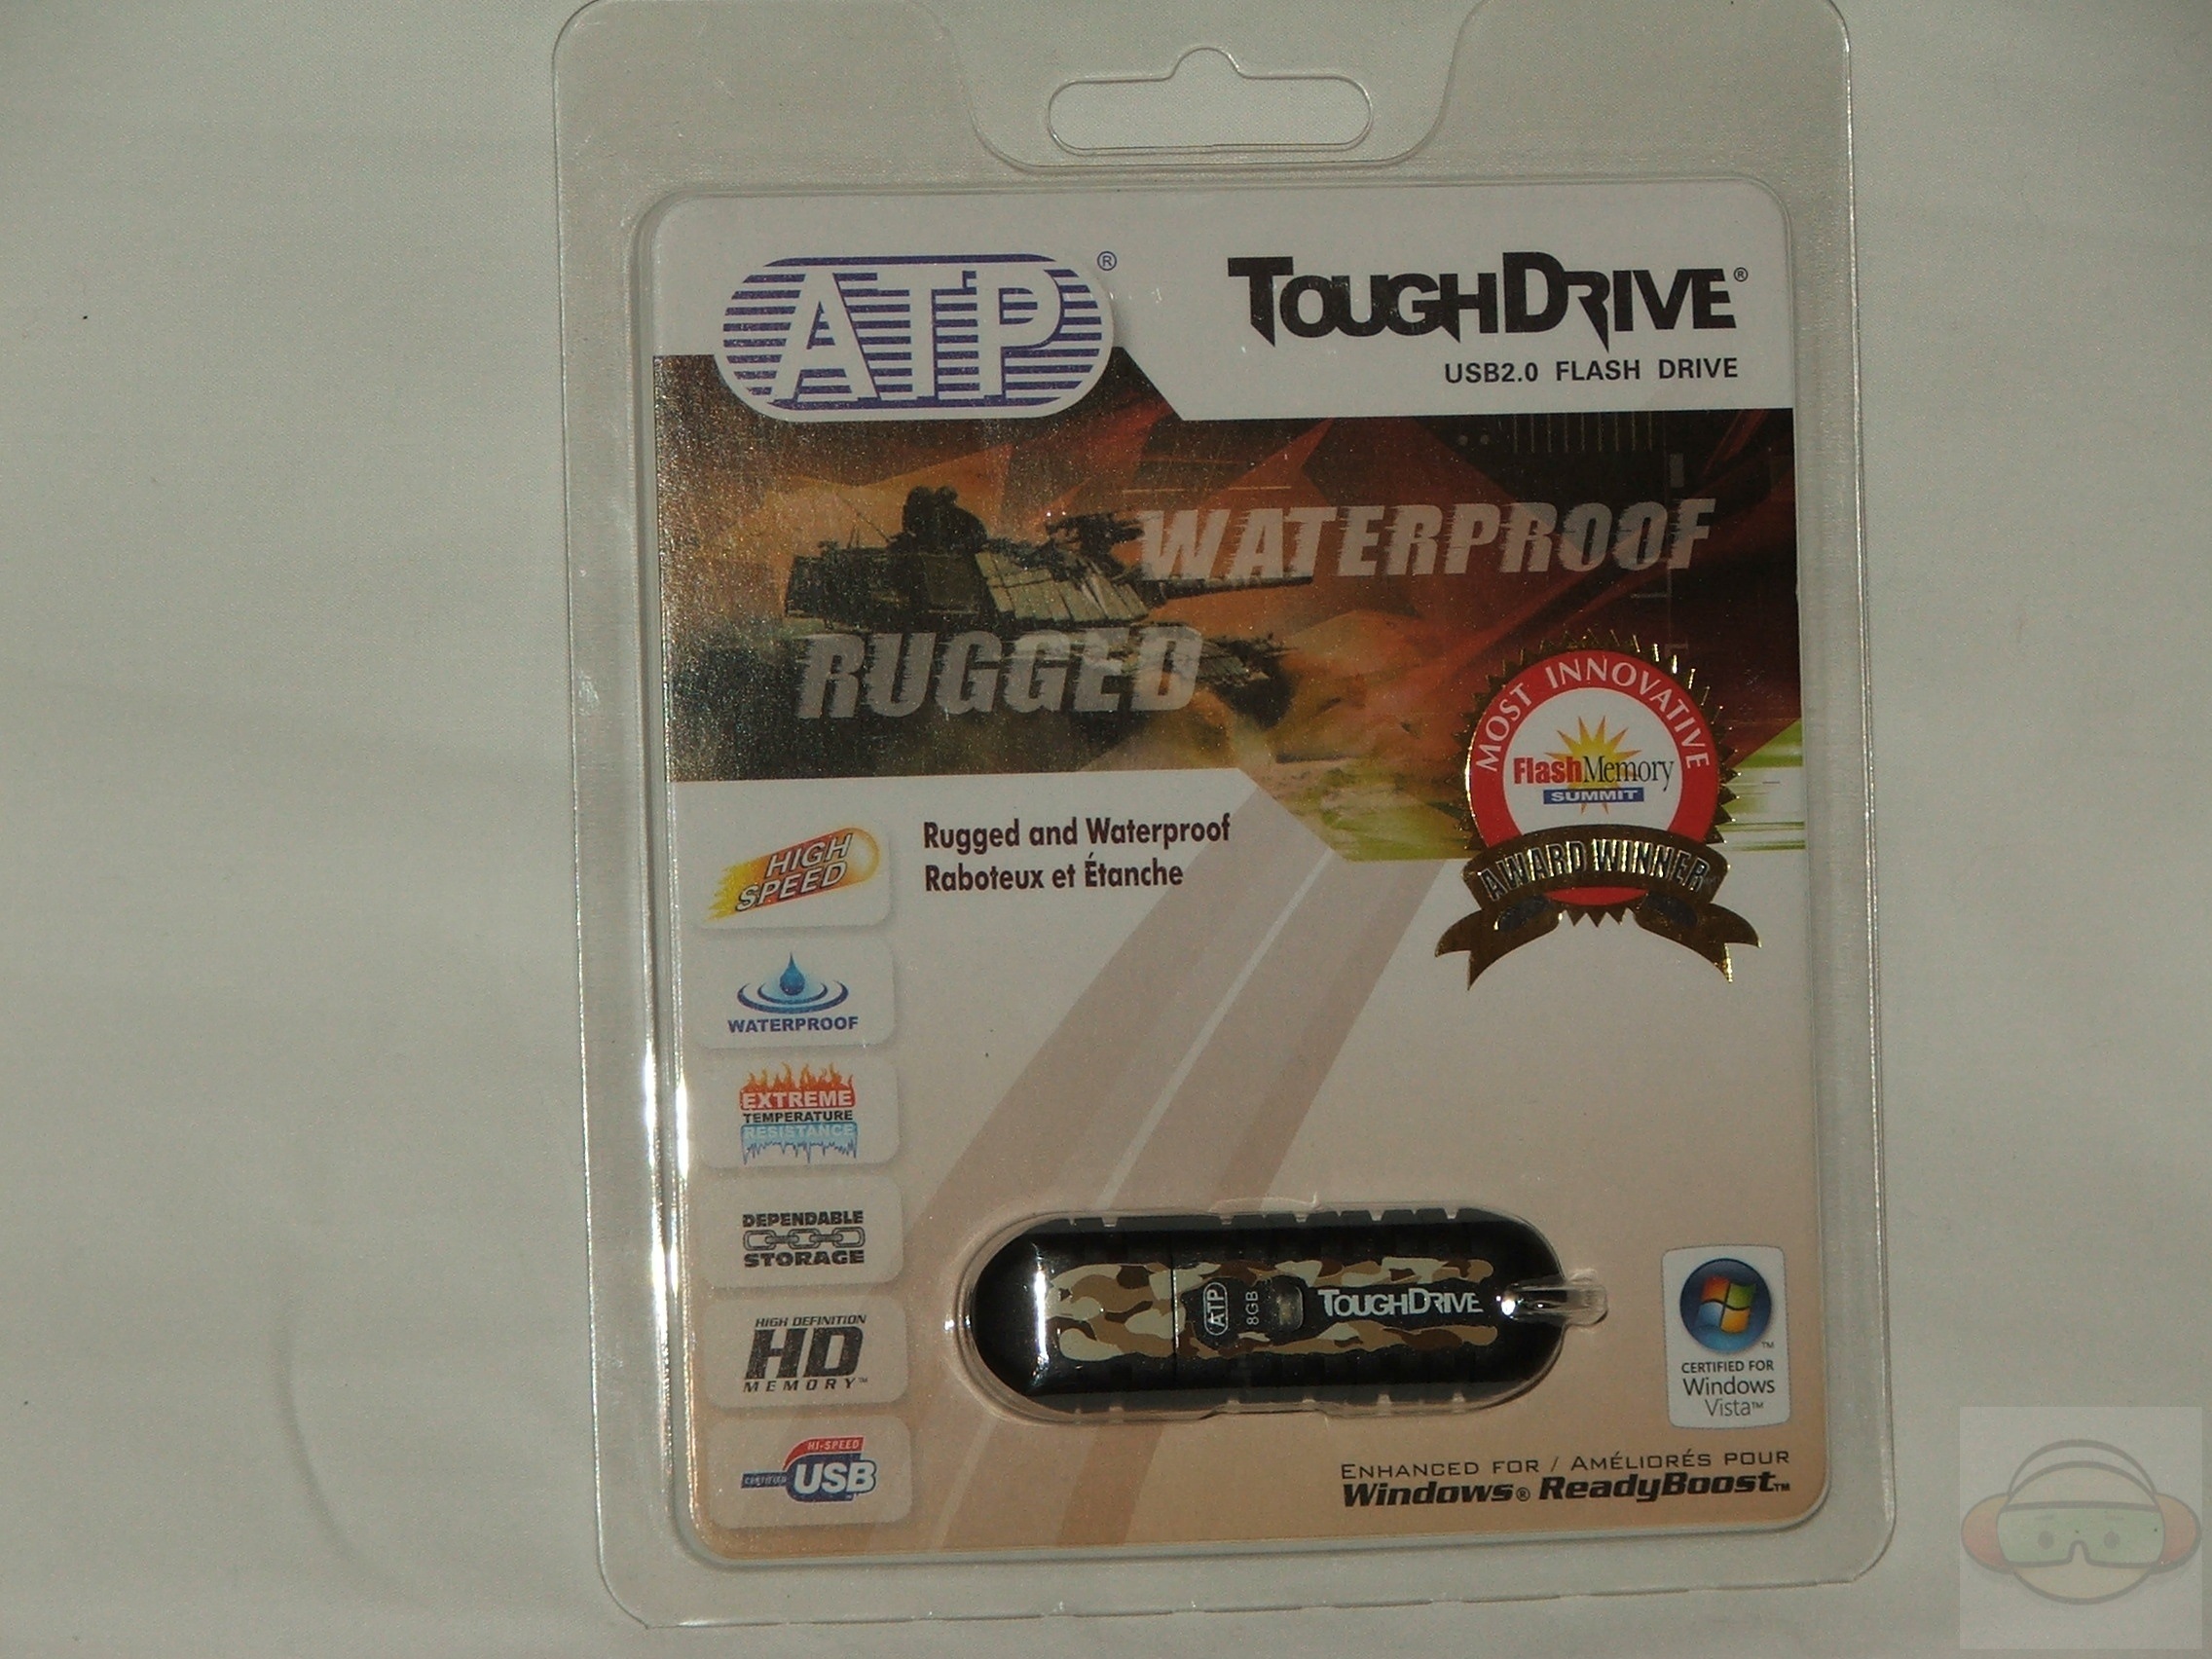 ATP®
TOUGHDRIVE®
USB2.0 FLASH DRIVE
WATERPROOF
RUGGED
MOST INNOVATIVE
FlashMemory
SUMMIT
AWARD WINNER
Rugged and Waterproof
Raboteux et Étanche
HIGH
SPEED
WATERPROOF
EXTREME
TEMPERATURE
RESISTANCE
DEPENDABLE
STORAGE
HIGH DEFINITION
HD
MEMORY™
HI-SPEED
CERTIFIED USB
ATP
8GB
TOUGHDRIVE
™
CERTIFIED FOR
Windows
Vista™
ENHANCED FOR / AMÉLIORÉS POUR
Windows® ReadyBoost™